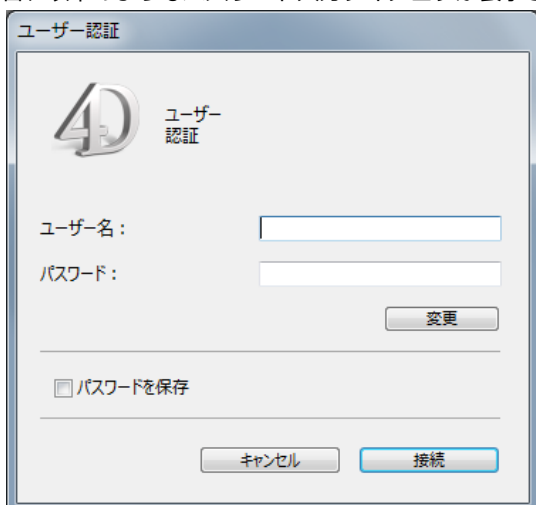 ユーザー認証
4D
ユーザー
認証
ユーザー名：
パスワード：
変更
パスワードを保存
キャンセル
接続